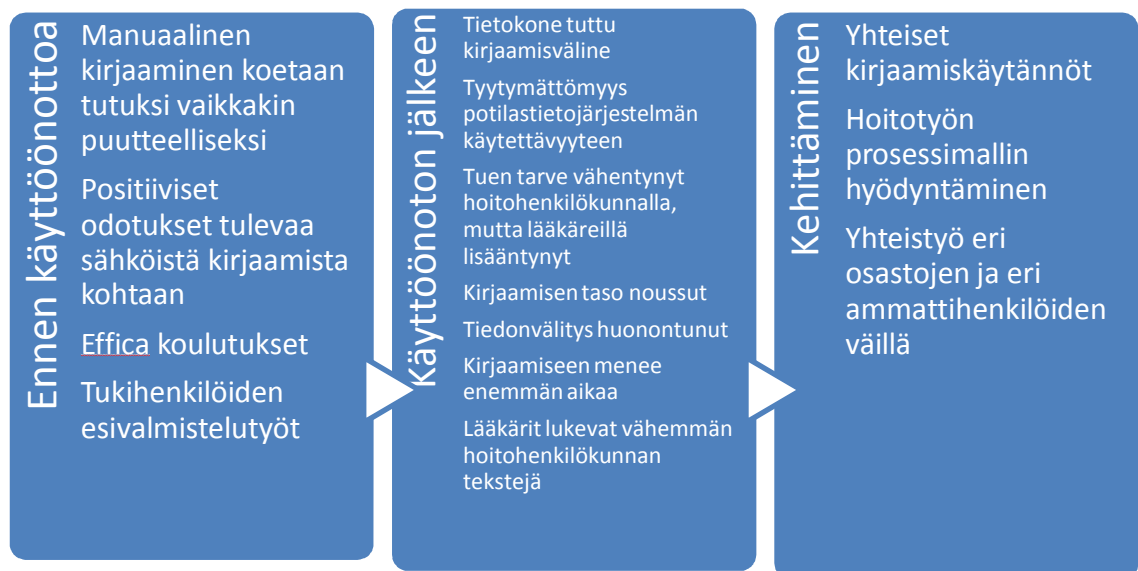 Ennen käyttöönottoa
Manuaalinen
kirjaaminen koetaan
tutuksi vaikkakin
puutteelliseksi
Positiiviset
odotukset tulevaa
sähköistä kirjaamista
kohtaan
Effica koulutukset
Tukihenkilöiden
esivalmistelutyöt
Käyttöönoton jälkeen
Tietokone tuttu
kirjaamisväline
Tyytymättömyys
potilastietojärjestelmän
käytettävyyteen
Tuen tarve vähentynyt
hoitohenkilökunnalla,
mutta lääkäreillä
lisääntynyt
Kirjaamisen taso noussut
Tiedonvälitys huonontunut
Kirjaamiseen menee
enemmän aikaa
Lääkärit lukevat vähemmän
hoitohenkilökunnan
tekstejä
Kehittäminen
Yhteiset
kirjaamiskäytännöt
Hoitotyön
prosessimallin
hyödyntäminen
Yhteistyö eri
osastojen ja eri
ammattihenkilöiden
väillä